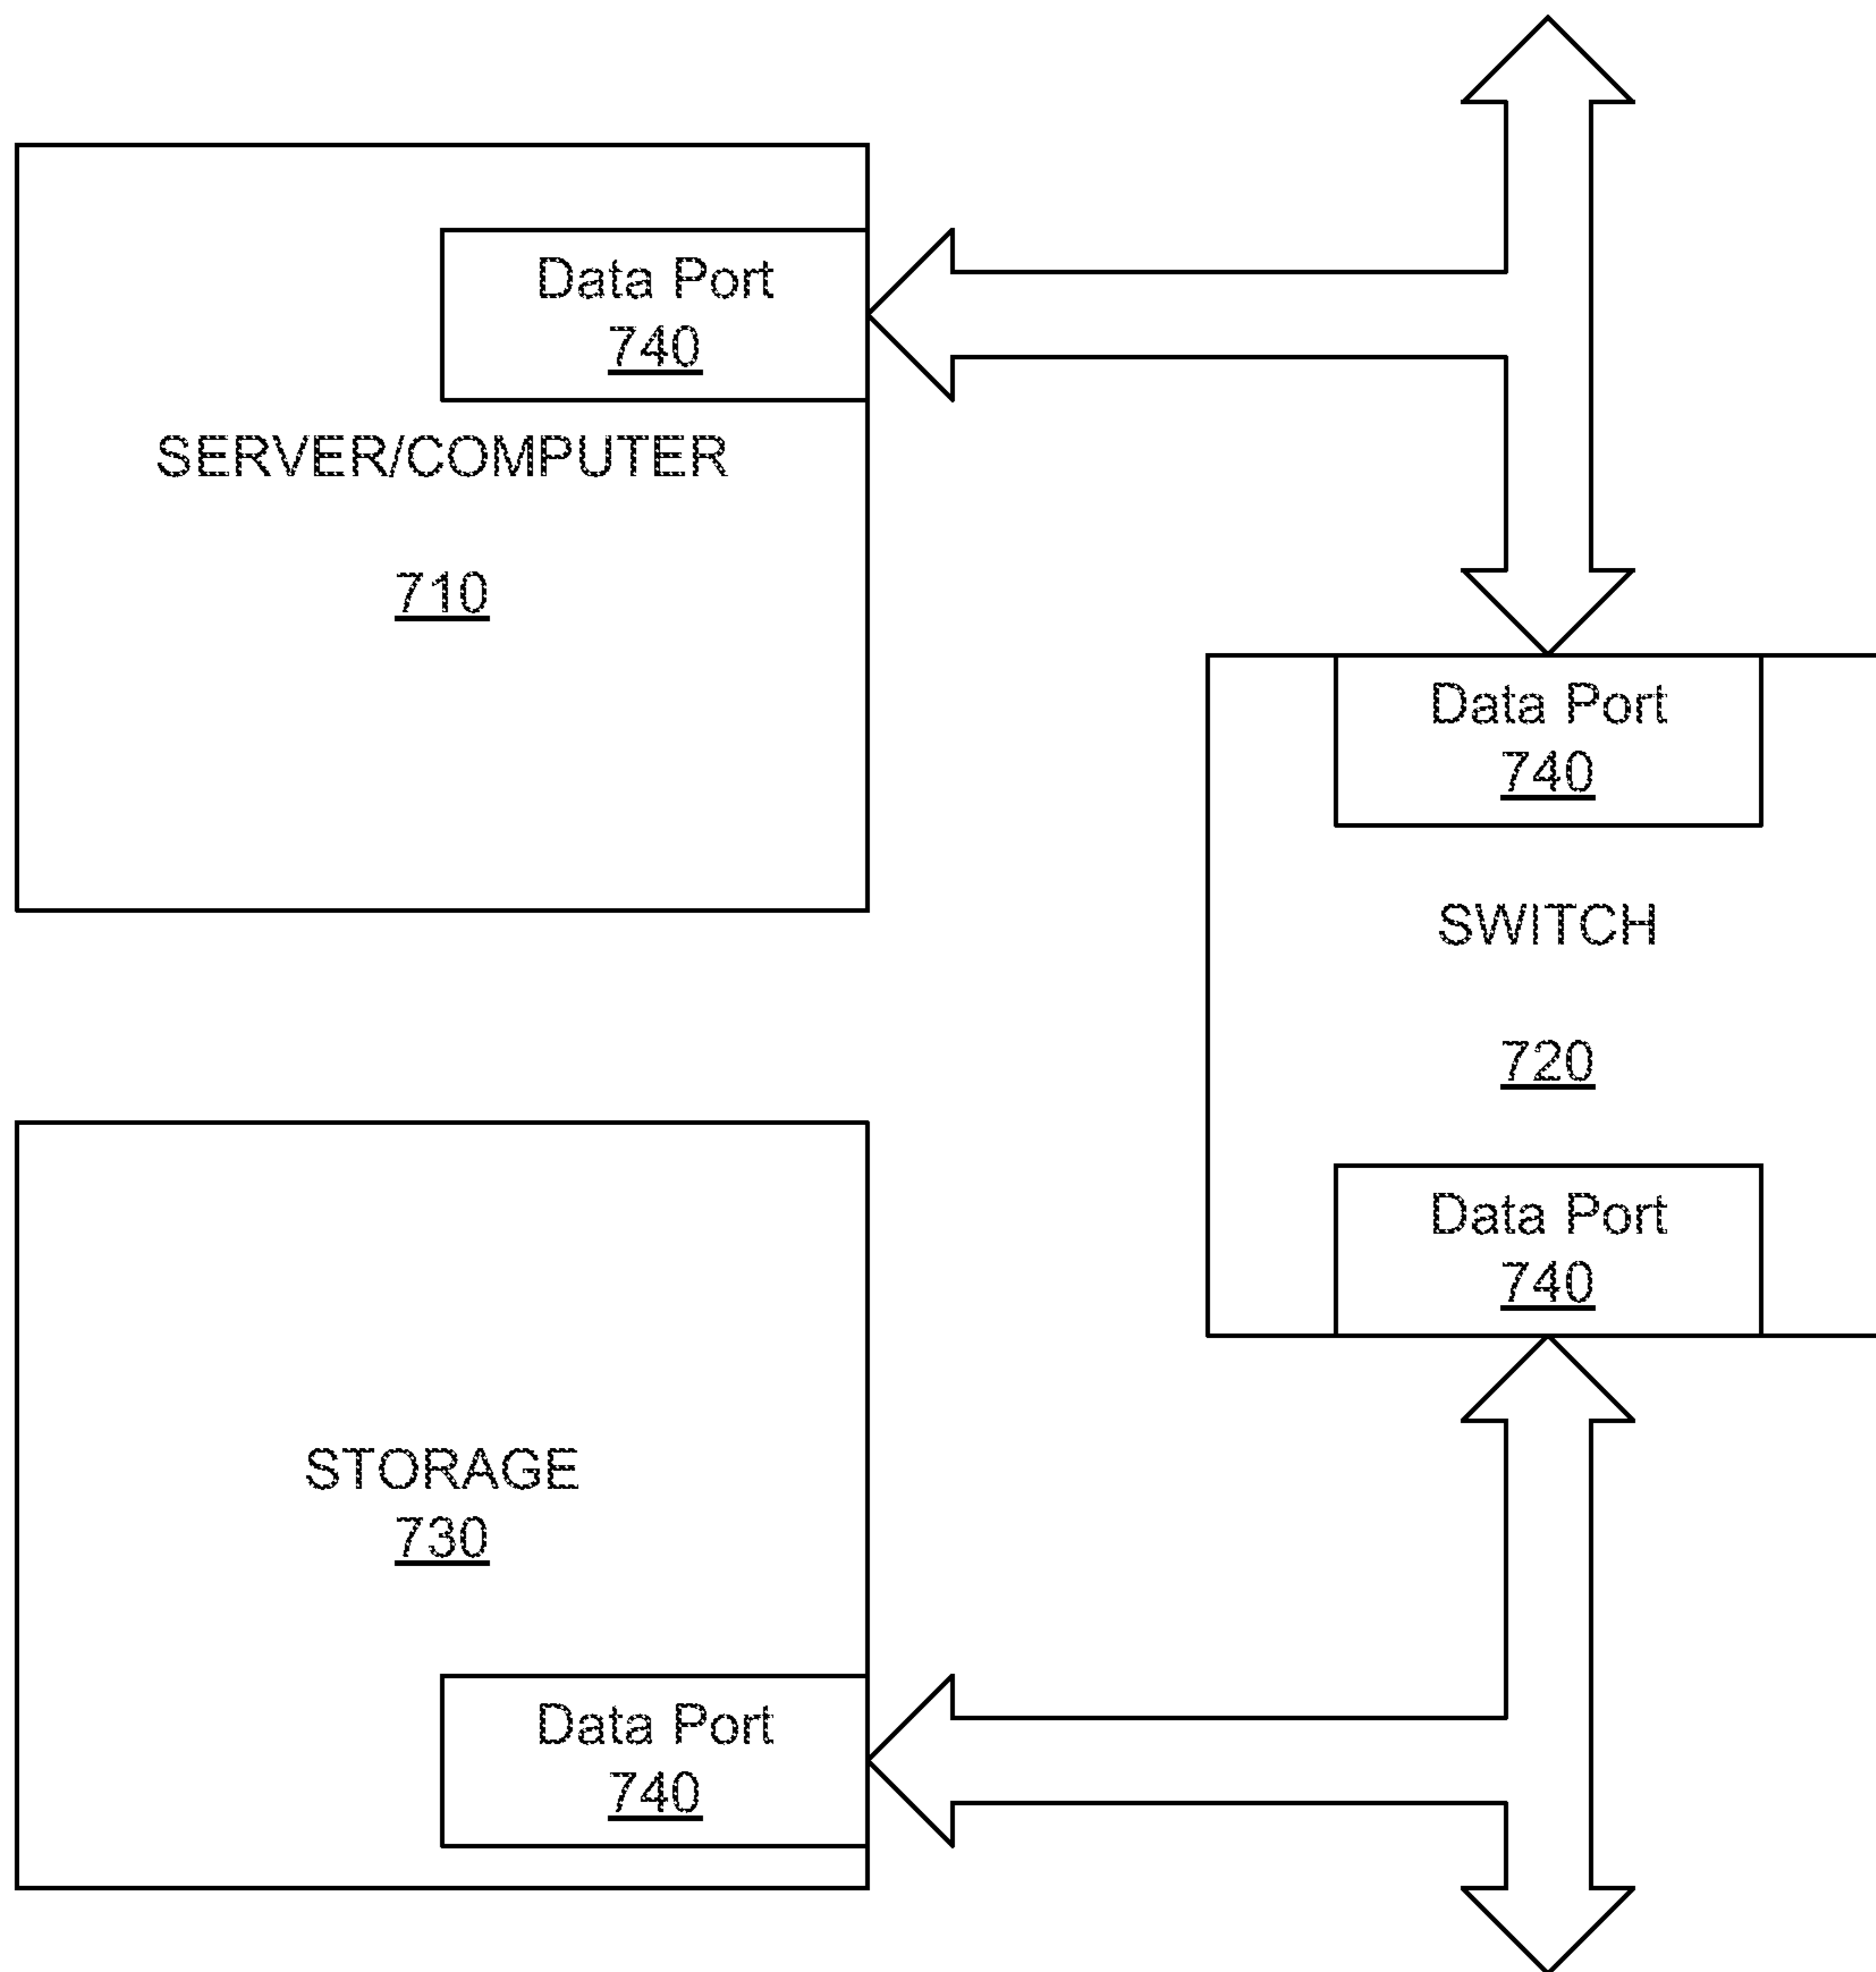 Data Port
740
SERVER/COMPUTER
710
Data Port
740
SWITCH
720
Data Port
740
STORAGE
730
Data Port
740